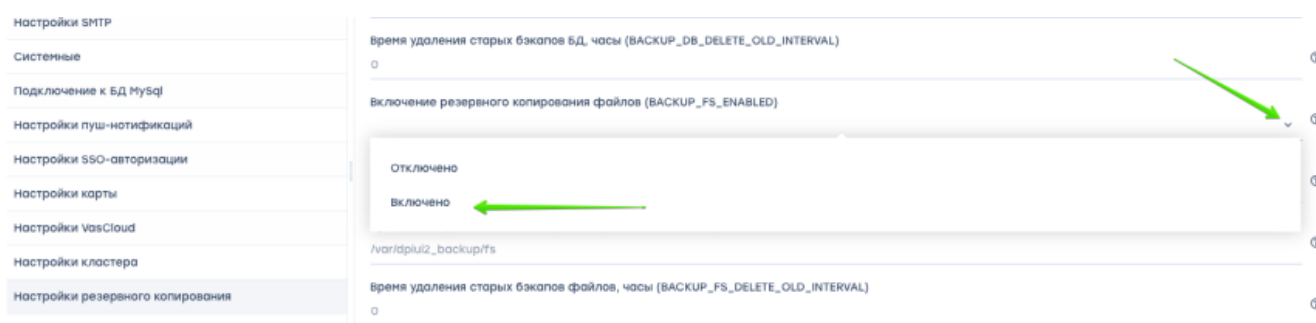 Настройки SMTP
Системные
Подключение к БД MySql
Настройки пуш-нотификаций
Настройки SSO-авторизации
Настройки карты
Настройки VasCloud
Настройки кластера
Настройки резервного копирования
Время удаления старых бэкапов БД, часы (BACKUP_DB_DELETE_OLD_INTERVAL)
0
Включение резервного копирования файлов (BACKUP_FS_ENABLED)
Отключено
Включено
/var/dpiui2_backup/fs
Время удаления старых бэкапов файлов, часы (BACKUP_FS_DELETE_OLD_INTERVAL)
0